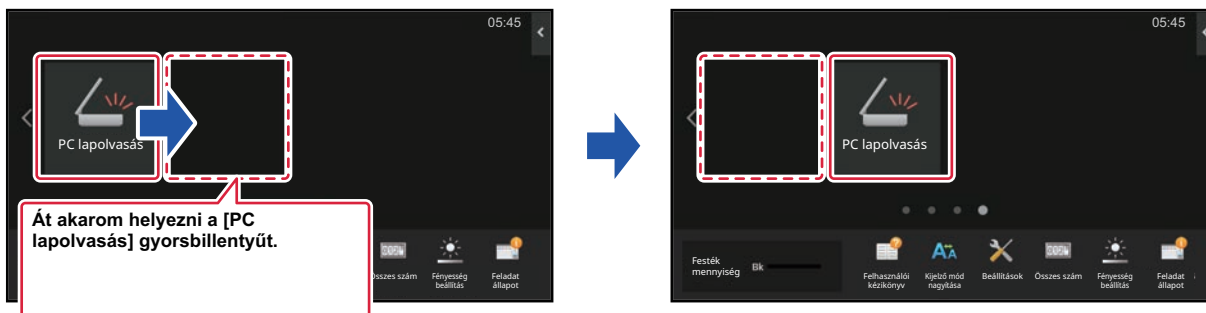 05:45
PC lapolvasás
Át akarom helyezni a [PC
lapolvasás] gyorsbillentyűt.
Összes szám
Fényesség
beállítás
Feladat
állapot
05:45
PC lapolvasás
Festék
mennyiség
Bk
Felhasználói
kézikönyv
Kijelző mód
nagyítása
Beállítások
Összes szám
Fényesség
beállítás
Feladat
állapot